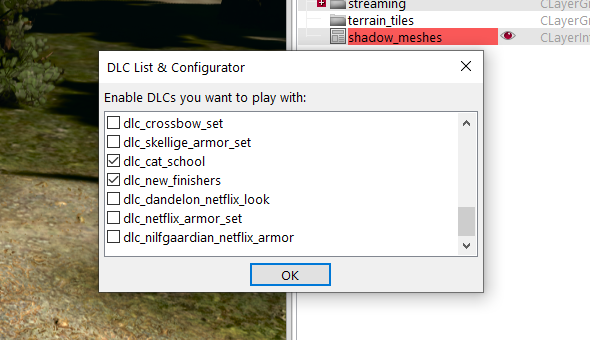 streaming CLayerGr
terrain_tiles CLayerGr
shadow_meshes CLayerInf
DLC List & Configurator
Enable DLCs you want to play with:
dlc_crossbow_set
dlc_skellige_armor_set
dlc_cat_school
dlc_new_finishers
dlc_dandelon_netflix_look
dlc_netflix_armor_set
dlc_nilfgaardian_netflix_armor
OK